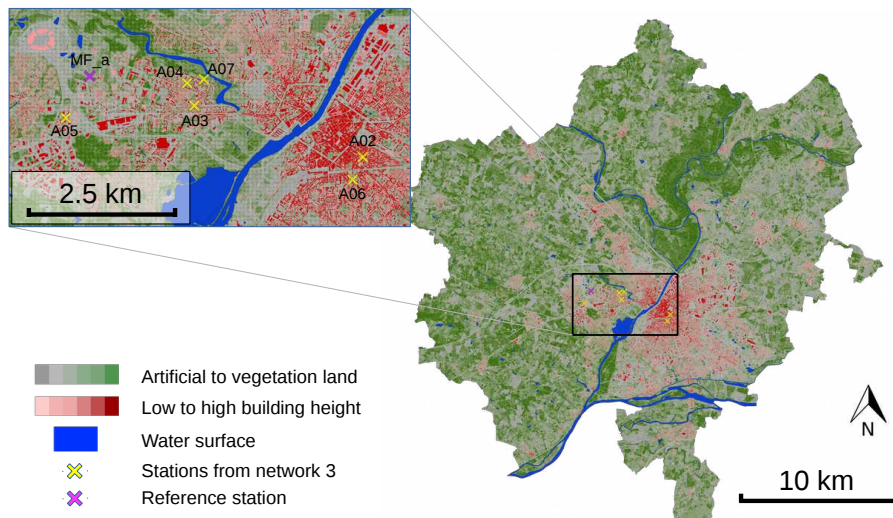 MF_a
A04
A07
A03
A05
A02
A06
2.5 km
Artificial to vegetation land
Low to high building height
Water surface
Stations from network 3
Reference station
N
10 km